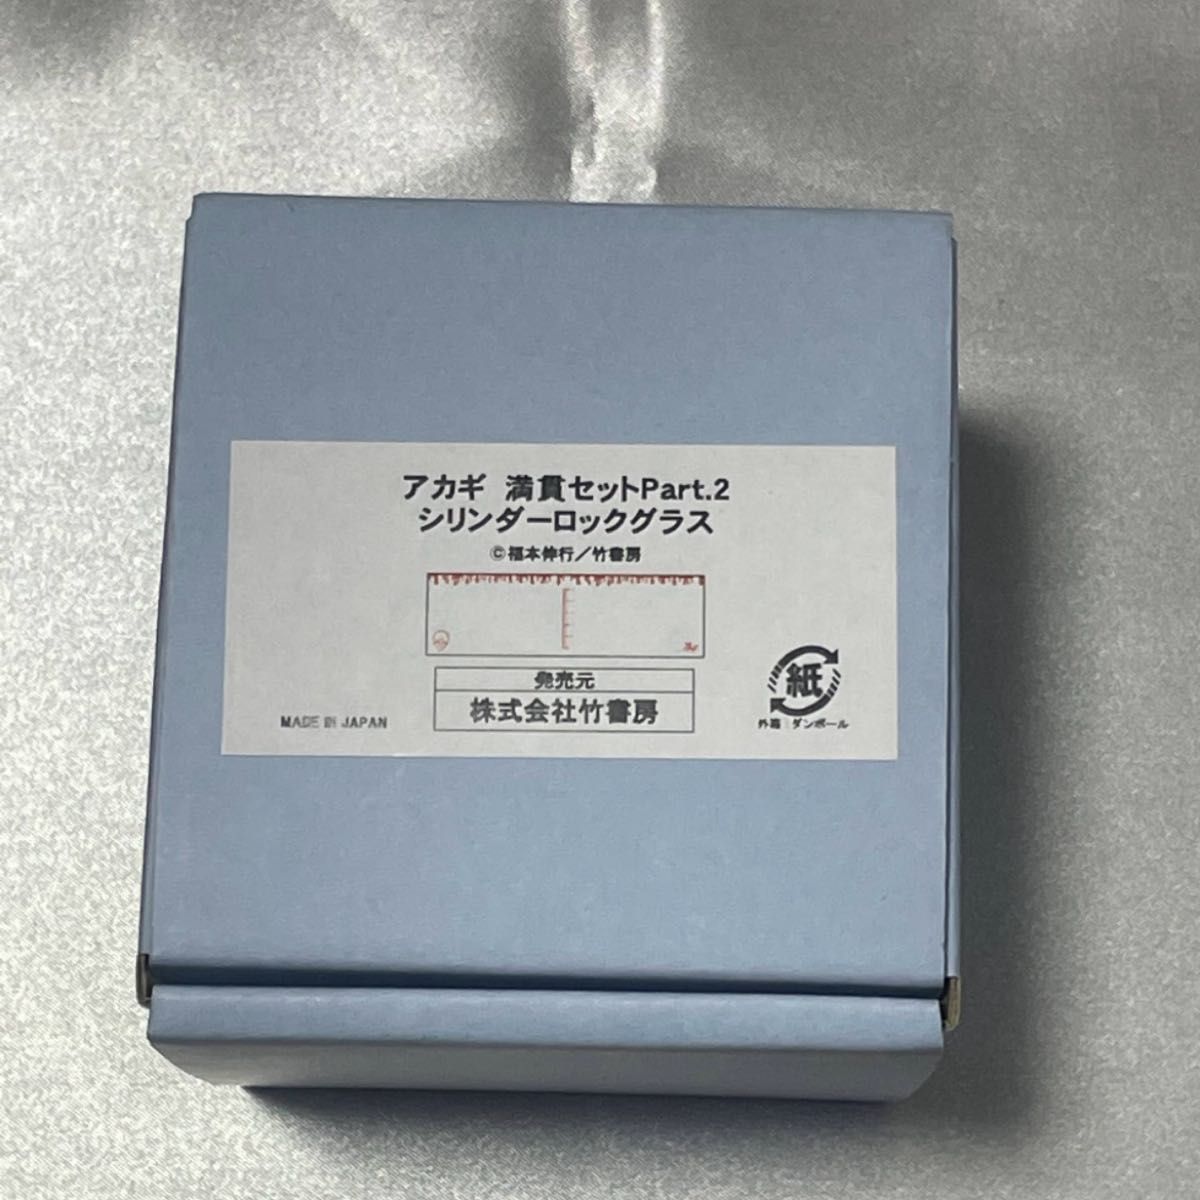 アカギ 満貫セットPart.2
シリンダーロックグラス
©福本伸行／竹書房
発売元
株式会社竹書房
MADE IN JAPAN
紙
外箱：ダンボール